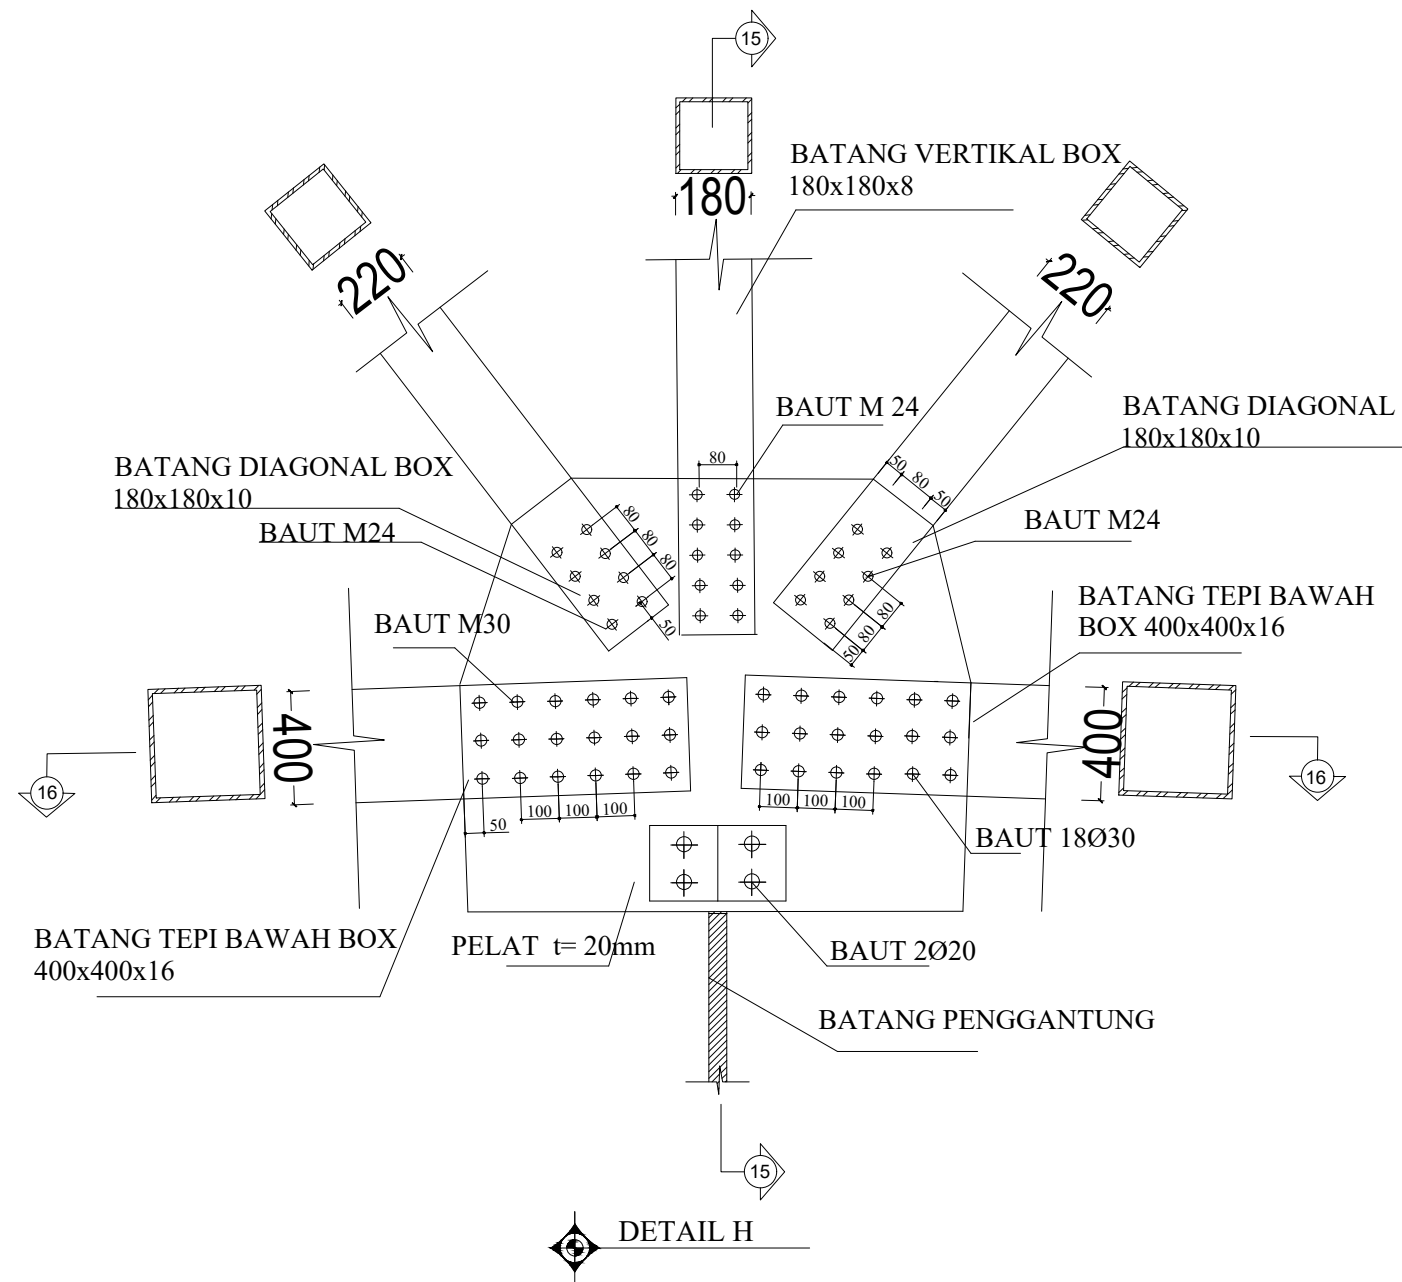 15
BATANG VERTIKAL BOX
180x180x8
180
220
220
BAUT M 24
BATANG DIAGONAL
180x180x10
80
50
80
50
BATANG DIAGONAL BOX
180x180x10
BAUT M24
80
80
80
50
BAUT M24
80
80
50
BATANG TEPI BAWAH
BOX 400x400x16
BAUT M30
400
400
16
16
50
100
100
100
100
100
100
BAUT 18Ø30
BATANG TEPI BAWAH BOX
400x400x16
PELAT t= 20mm
BAUT 2Ø20
BATANG PENGGANTUNG
15
DETAIL H